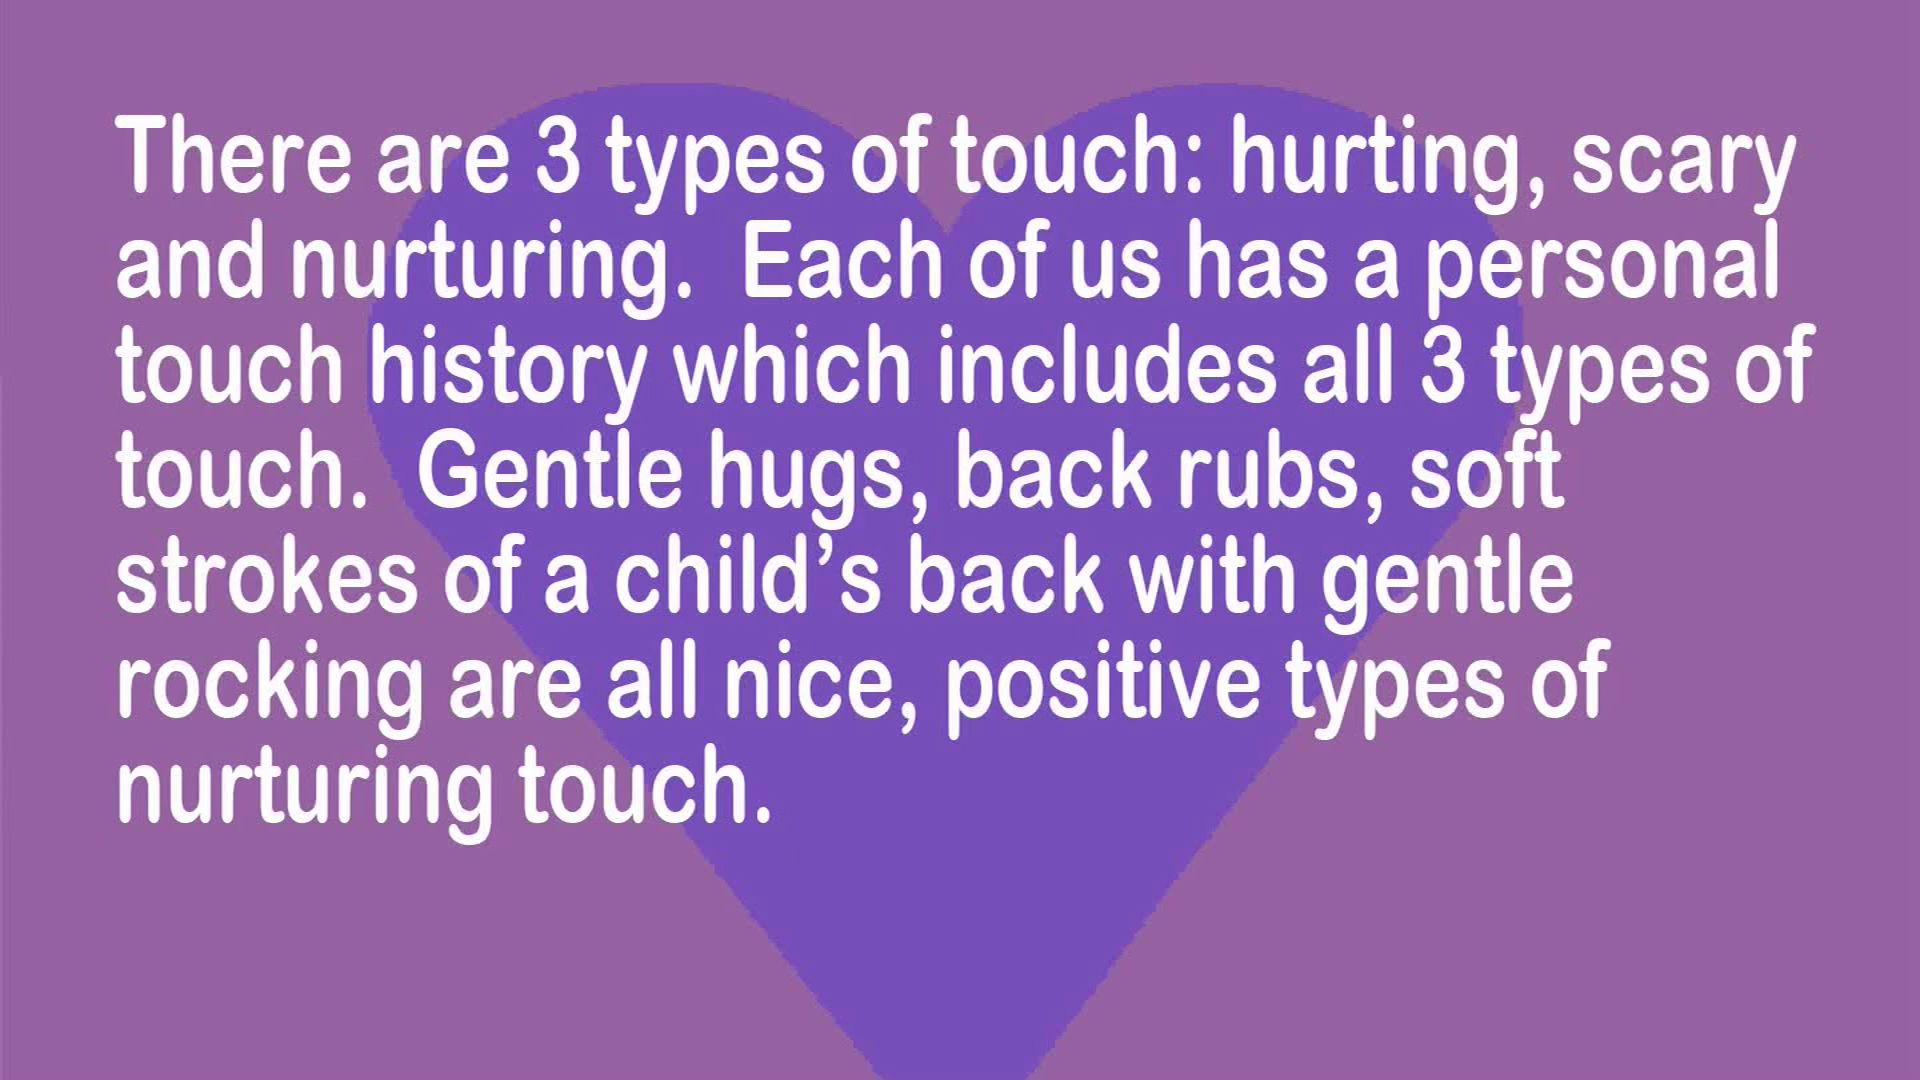 There are 3 types of touch: hurting, scary
and nurturing.  Each of us has a personal
touch history which includes all 3 types of
touch.  Gentle hugs, back rubs, soft
strokes of a child’s back with gentle
rocking are all nice, positive types of
nurturing touch.